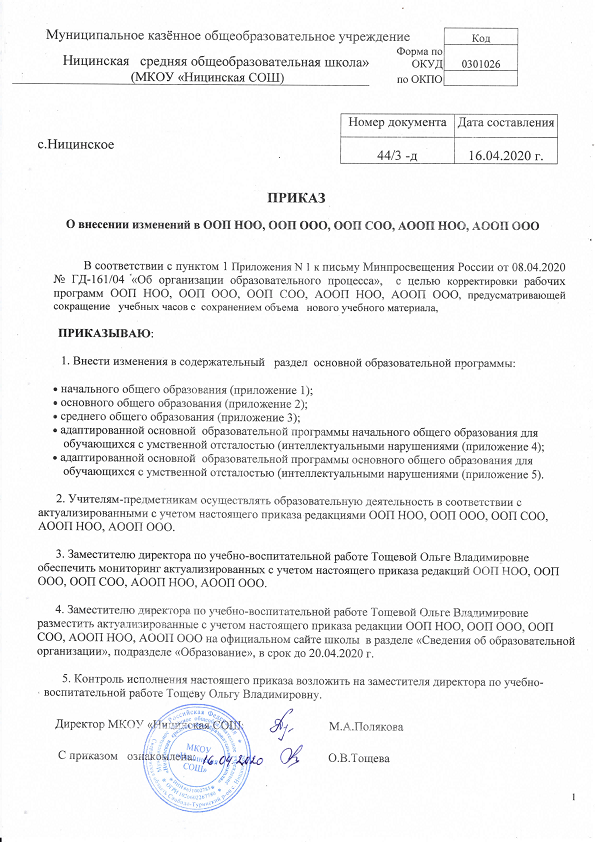 Муниципальное казённое общеобразовательное учреждение
Ницинская средняя общеобразовательная школа»
(МКОУ «Ницинская СОШ)
Код
Форма по
ОКУД 0301026
по ОКПО
Номер документа Дата составления
с.Ницинское
44/3 -д 16.04.2020 г.
ПРИКАЗ
О внесении изменений в ООП НОО, ООП ООО, ООП СОО, АООП НОО, АООП ООО
В соответствии с пунктом 1 Приложения N 1 к письму Минпросвещения России от 08.04.2020
№ ГД-161/04 «Об организации образовательного процесса», с целью корректировки рабочих
программ ООП НОО, ООП ООО, ООП СОО, АООП НОО, АООП ООО, предусматривающей
сокращение учебных часов с сохранением объема нового учебного материала,
ПРИКАЗЫВАЮ:
1. Внести изменения в содержательный раздел основной образовательной программы:
• начального общего образования (приложение 1);
• основного общего образования (приложение 2);
• среднего общего образования (приложение 3);
• адаптированной основной образовательной программы начального общего образования для
обучающихся с умственной отсталостью (интеллектуальными нарушениями (приложение 4);
• адаптированной основной образовательной программы основного общего образования для
обучающихся с умственной отсталостью (интеллектуальными нарушениями (приложение 5).
2. Учителям-предметникам осуществлять образовательную деятельность в соответствии с
актуализированными с учетом настоящего приказа редакциями ООП НОО, ООП ООО, ООП СОО,
АООП НОО, АООП ООО.
3. Заместителю директора по учебно-воспитательной работе Тощевой Ольге Владимировне
обеспечить мониторинг актуализированных с учетом настоящего приказа редакций ООП НОО, ООП
ООО, ООП СОО, АООП НОО, АООП ООО.
4. Заместителю директора по учебно-воспитательной работе Тощевой Ольге Владимировне
разместить актуализированные с учетом настоящего приказа редакции ООП НОО, ООП ООО, ООП
СОО, АООП НОО, АООП ООО на официальном сайте школы в разделе «Сведения об образовательной
организации», подразделе «Образование», в срок до 20.04.2020 г.
5. Контроль исполнения настоящего приказа возложить на заместителя директора по учебно-
воспитательной работе Тощеву Ольгу Владимировну.
Директор МКОУ «Ницинская СОШ: М.А.Полякова
С приказом ознакомлена: 16.04.2020 О.В.Тощева
МКОУ
СОШ»
1